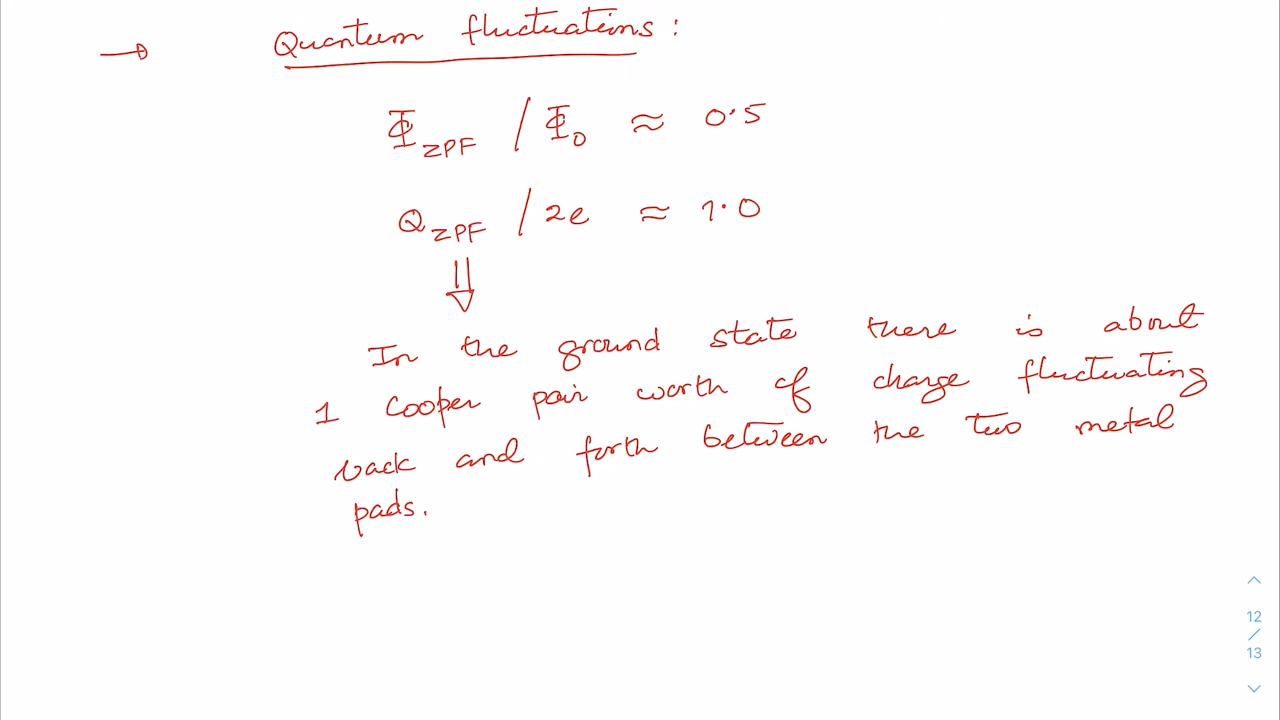 → Quantum fluctuations:
Φ_ZPF / Φ_0 ≈ 0.5
Q_ZPF / 2e ≈ 1.0
⇓
In the ground state there is about
1 Cooper pair worth of charge fluctuating
back and forth between the two metal
pads.
12
/
13